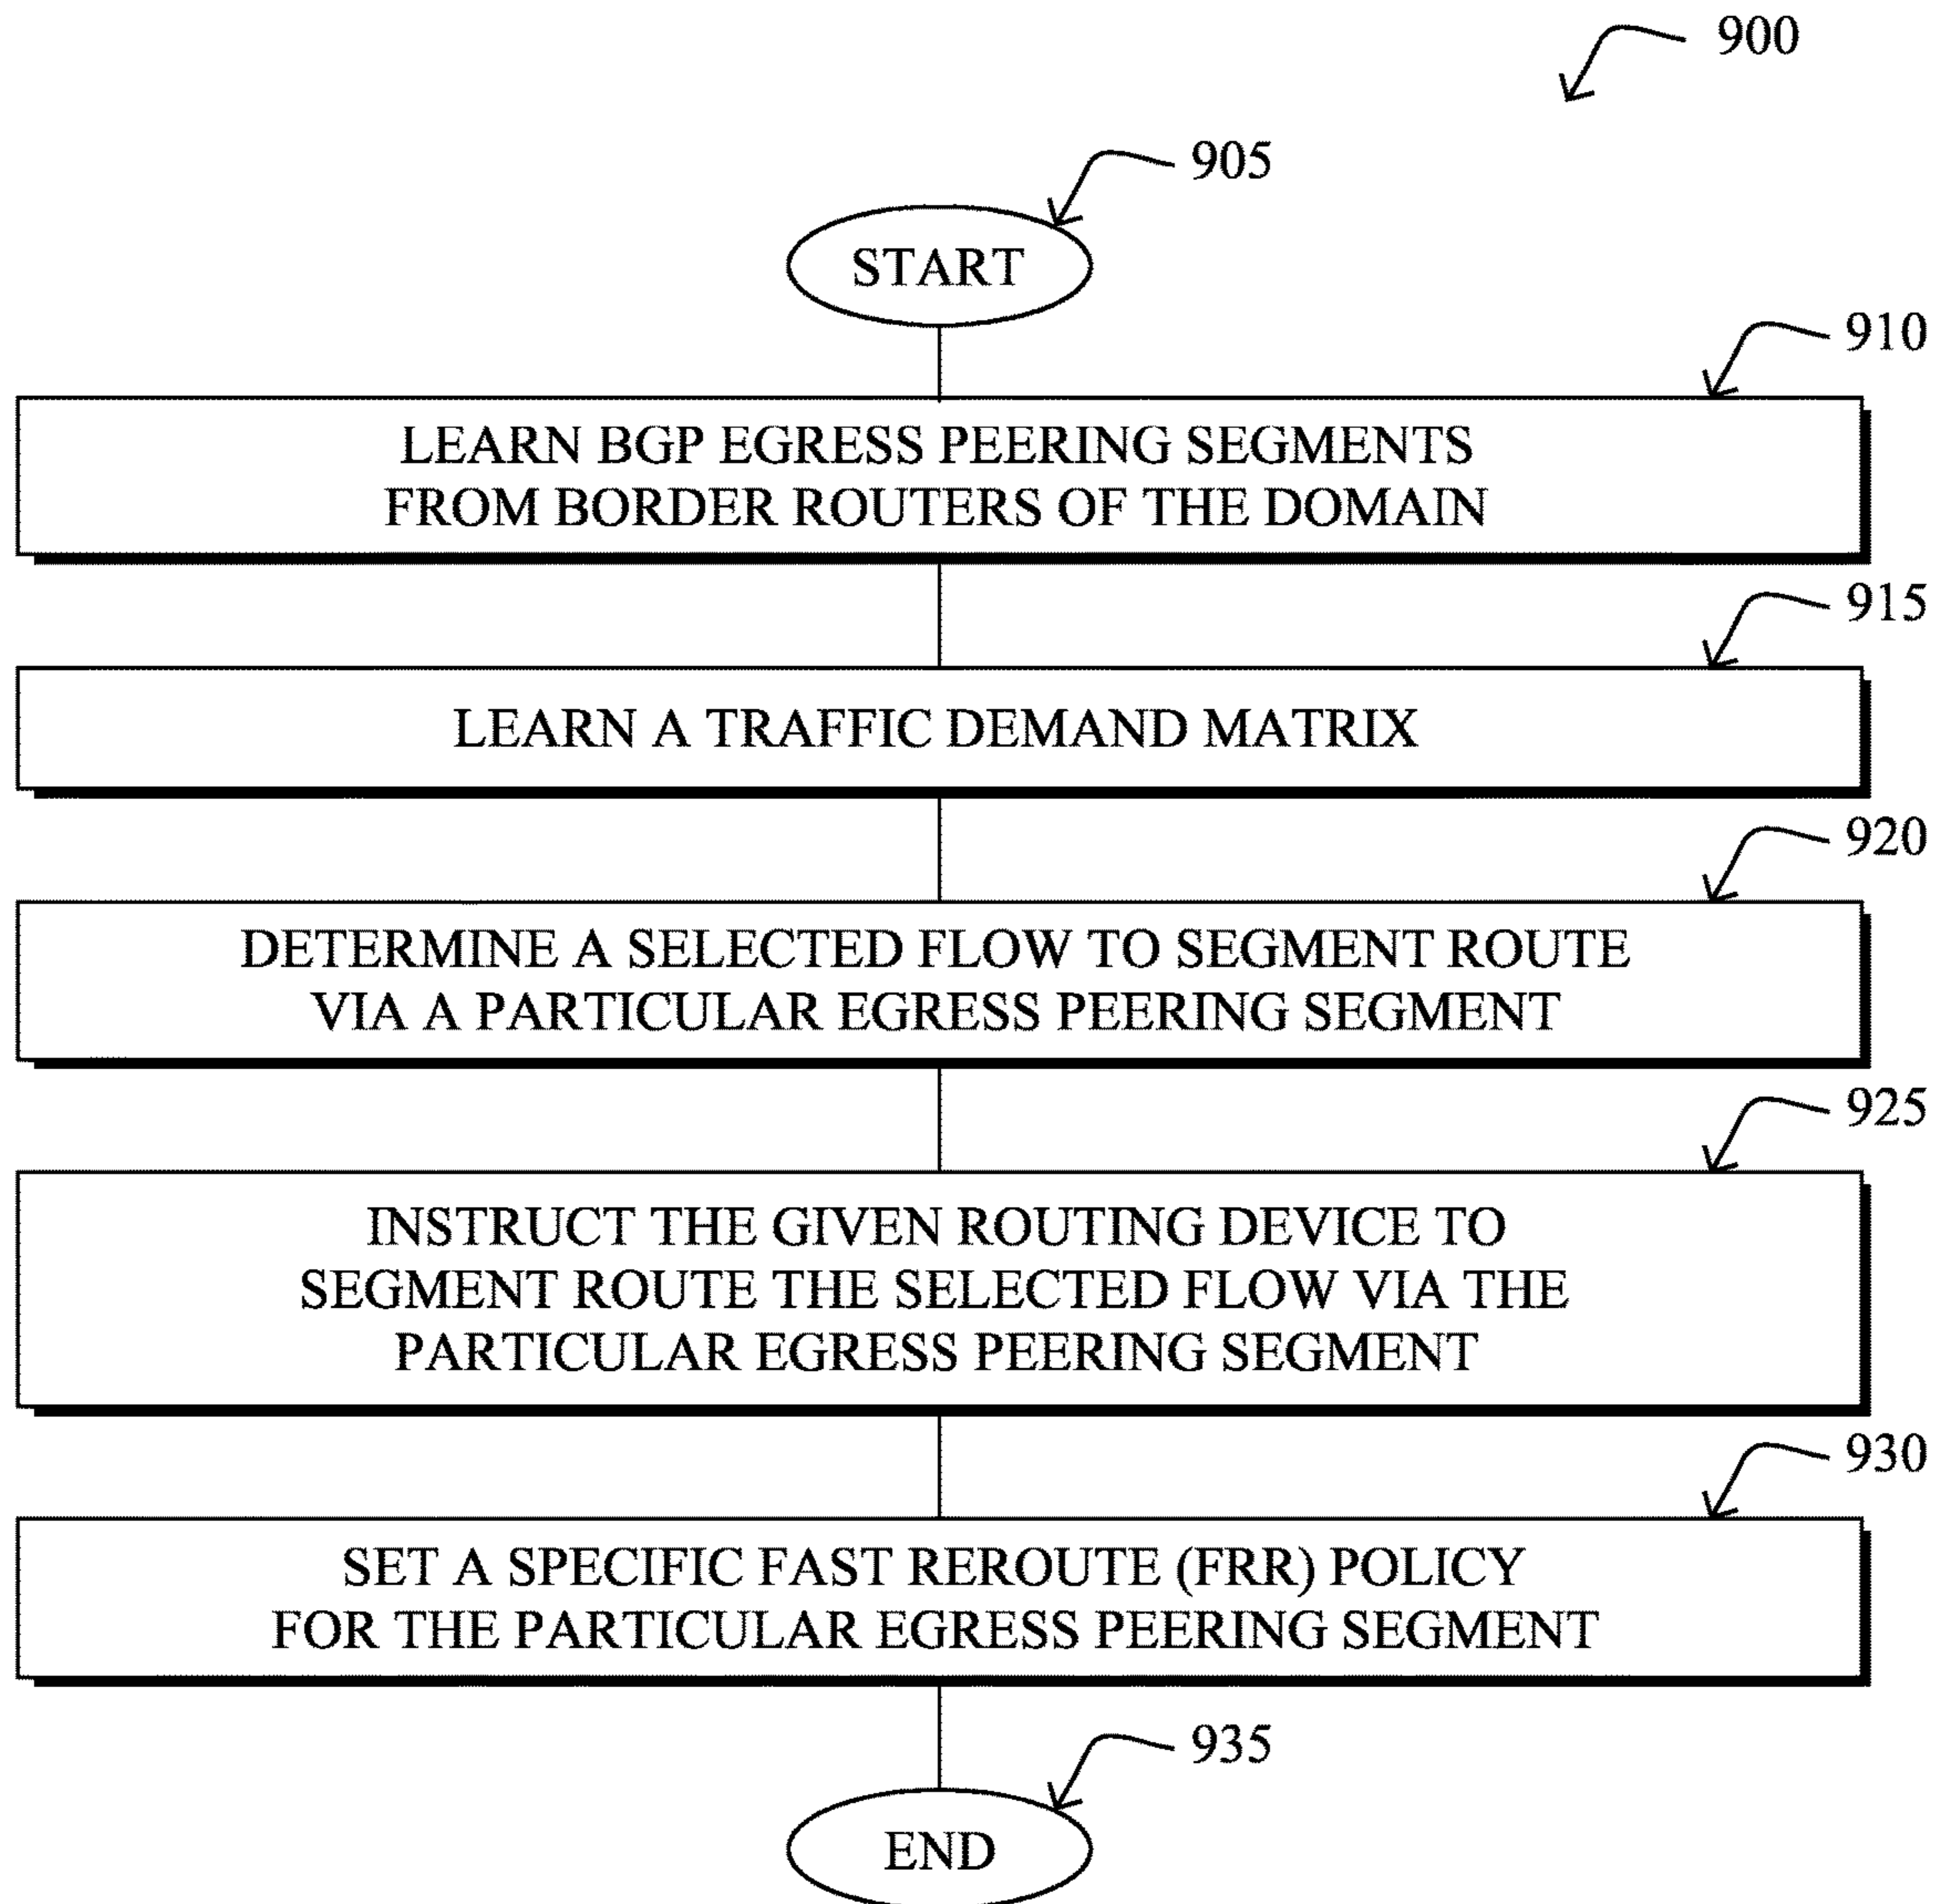 900
905
START
910
LEARN BGP EGRESS PEERING SEGMENTS
FROM BORDER ROUTERS OF THE DOMAIN
915
LEARN A TRAFFIC DEMAND MATRIX
920
DETERMINE A SELECTED FLOW TO SEGMENT ROUTE
VIA A PARTICULAR EGRESS PEERING SEGMENT
925
INSTRUCT THE GIVEN ROUTING DEVICE TO
SEGMENT ROUTE THE SELECTED FLOW VIA THE
PARTICULAR EGRESS PEERING SEGMENT
930
SET A SPECIFIC FAST REROUTE (FRR) POLICY
FOR THE PARTICULAR EGRESS PEERING SEGMENT
935
END